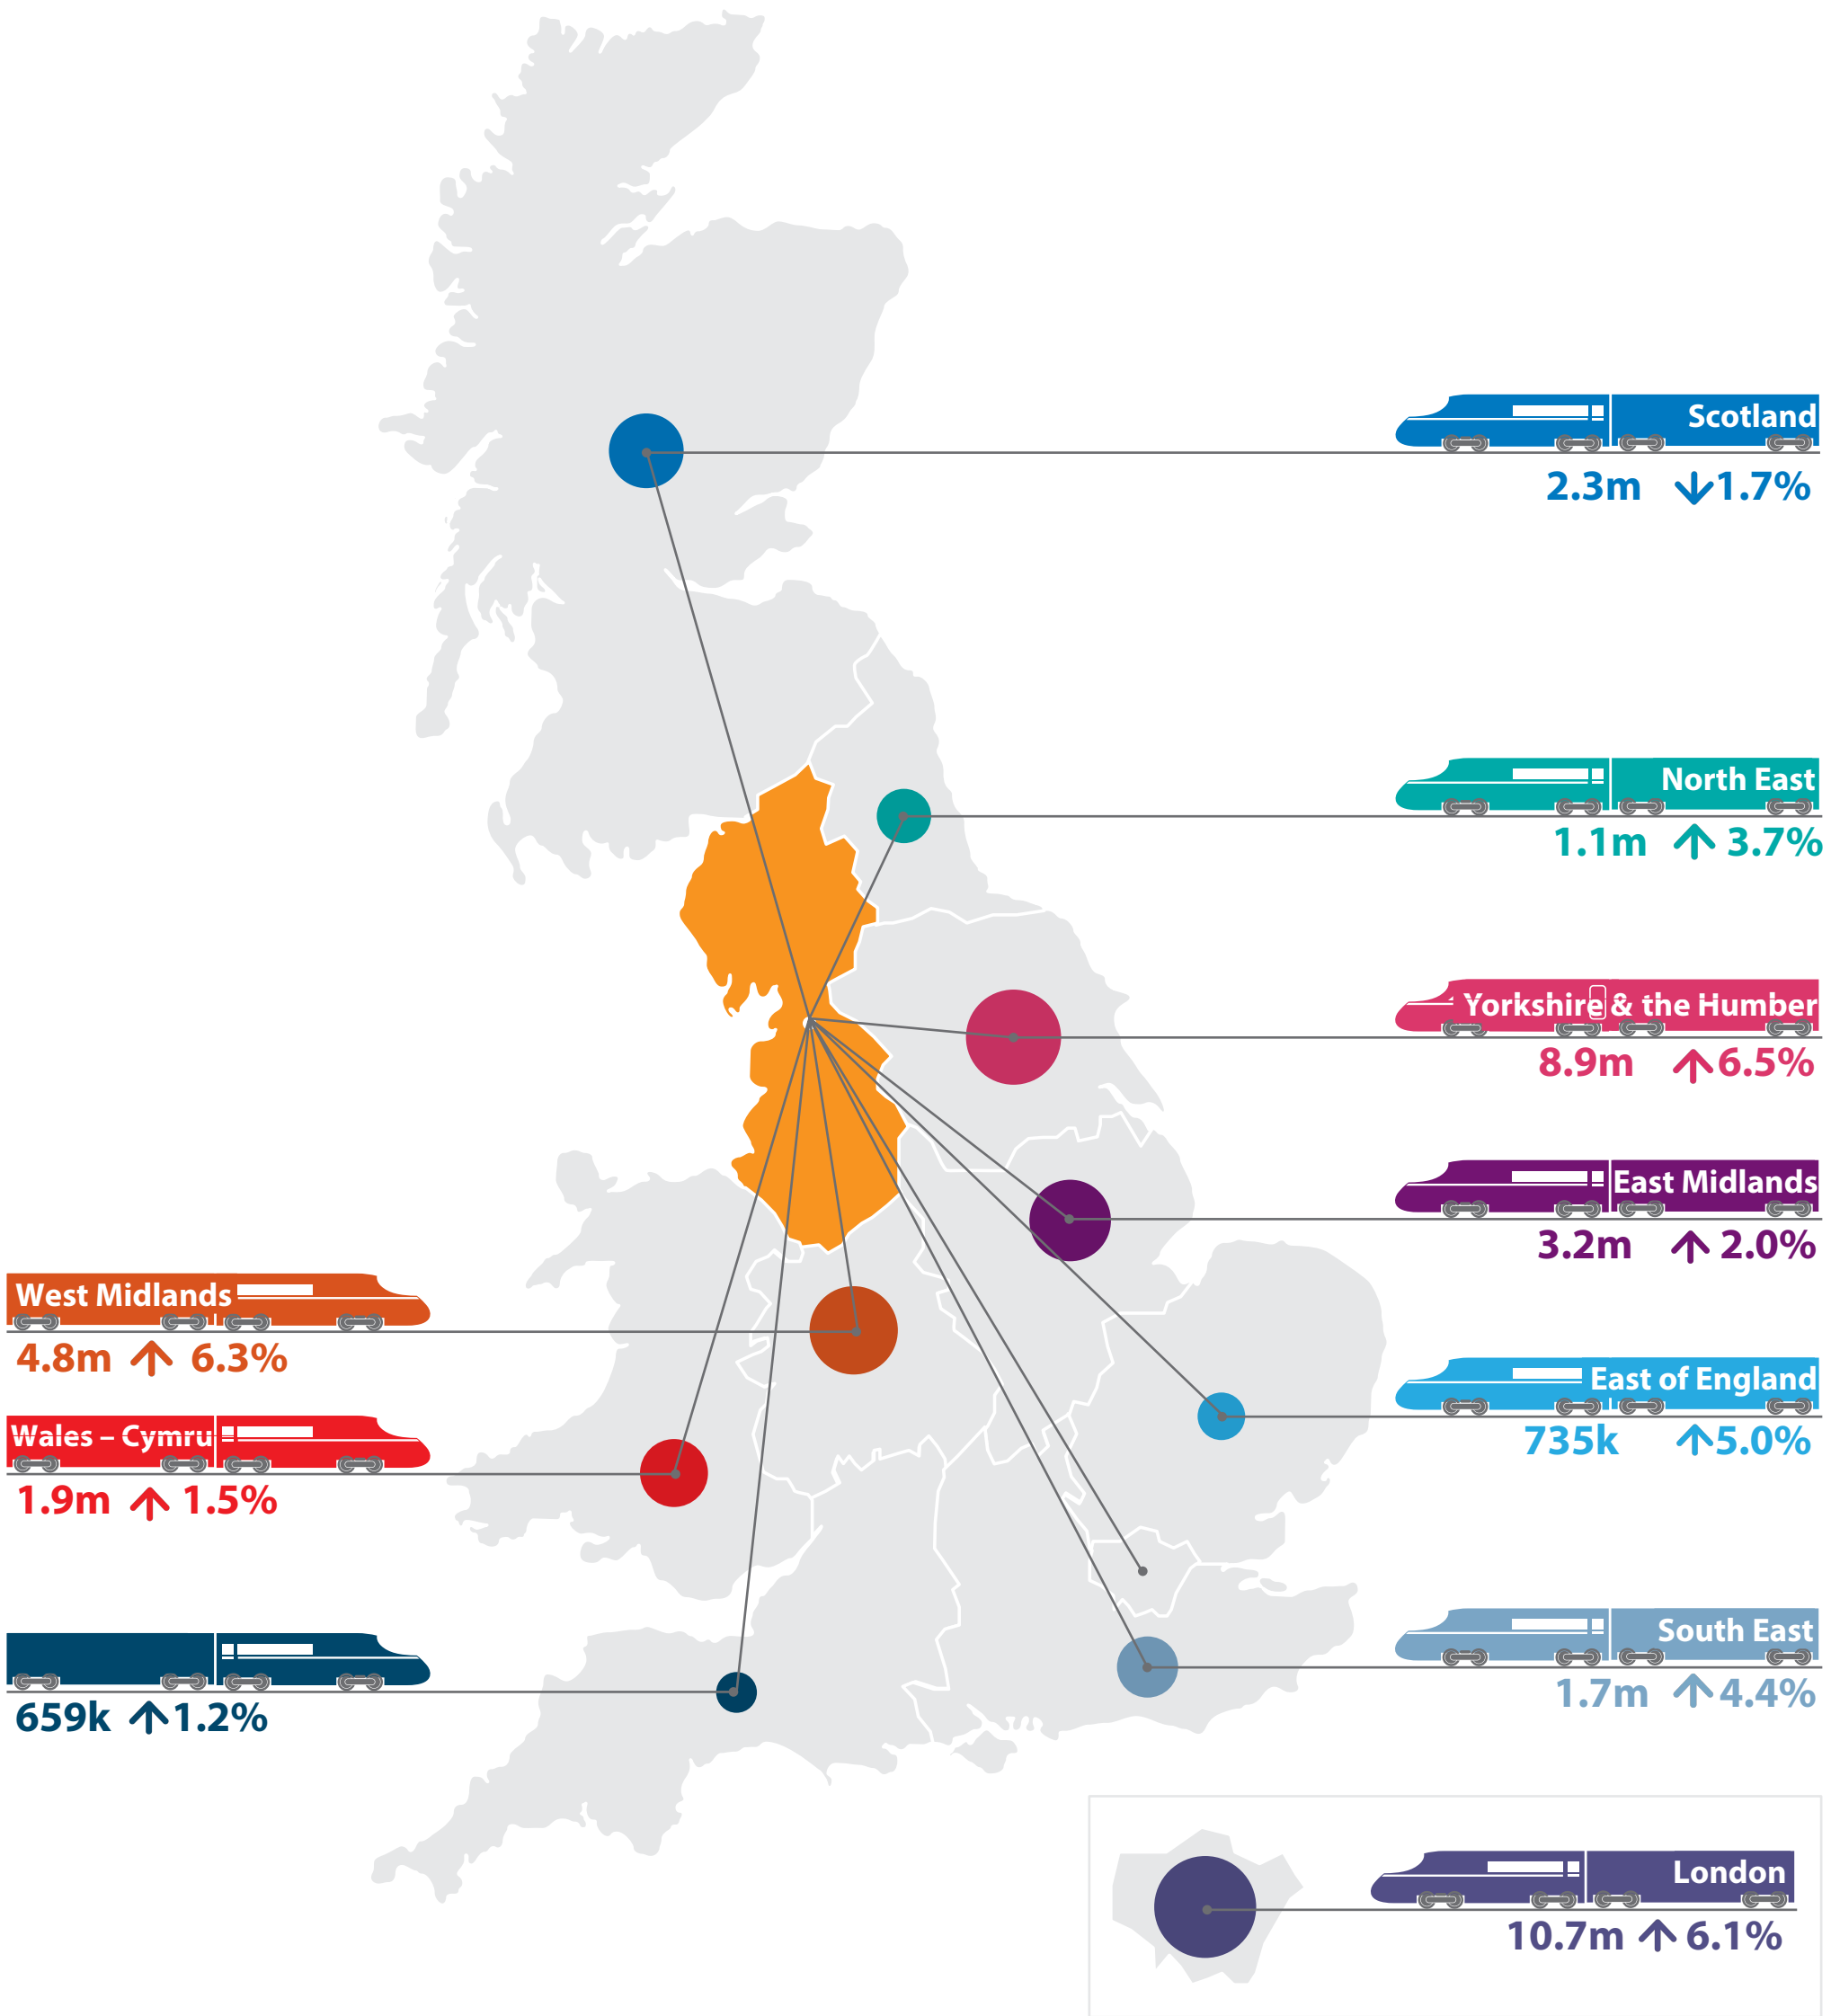 Scotland
2.3m ↓1.7%
North East
1.1m ↑ 3.7%
Yorkshire & the Humber
8.9m ↑6.5%
East Midlands
3.2m ↑ 2.0%
West Midlands
4.8m ↑ 6.3%
East of England
735k ↑5.0%
Wales – Cymru
1.9m ↑ 1.5%
South East
1.7m ↑4.4%
659k ↑1.2%
London
10.7m ↑ 6.1%